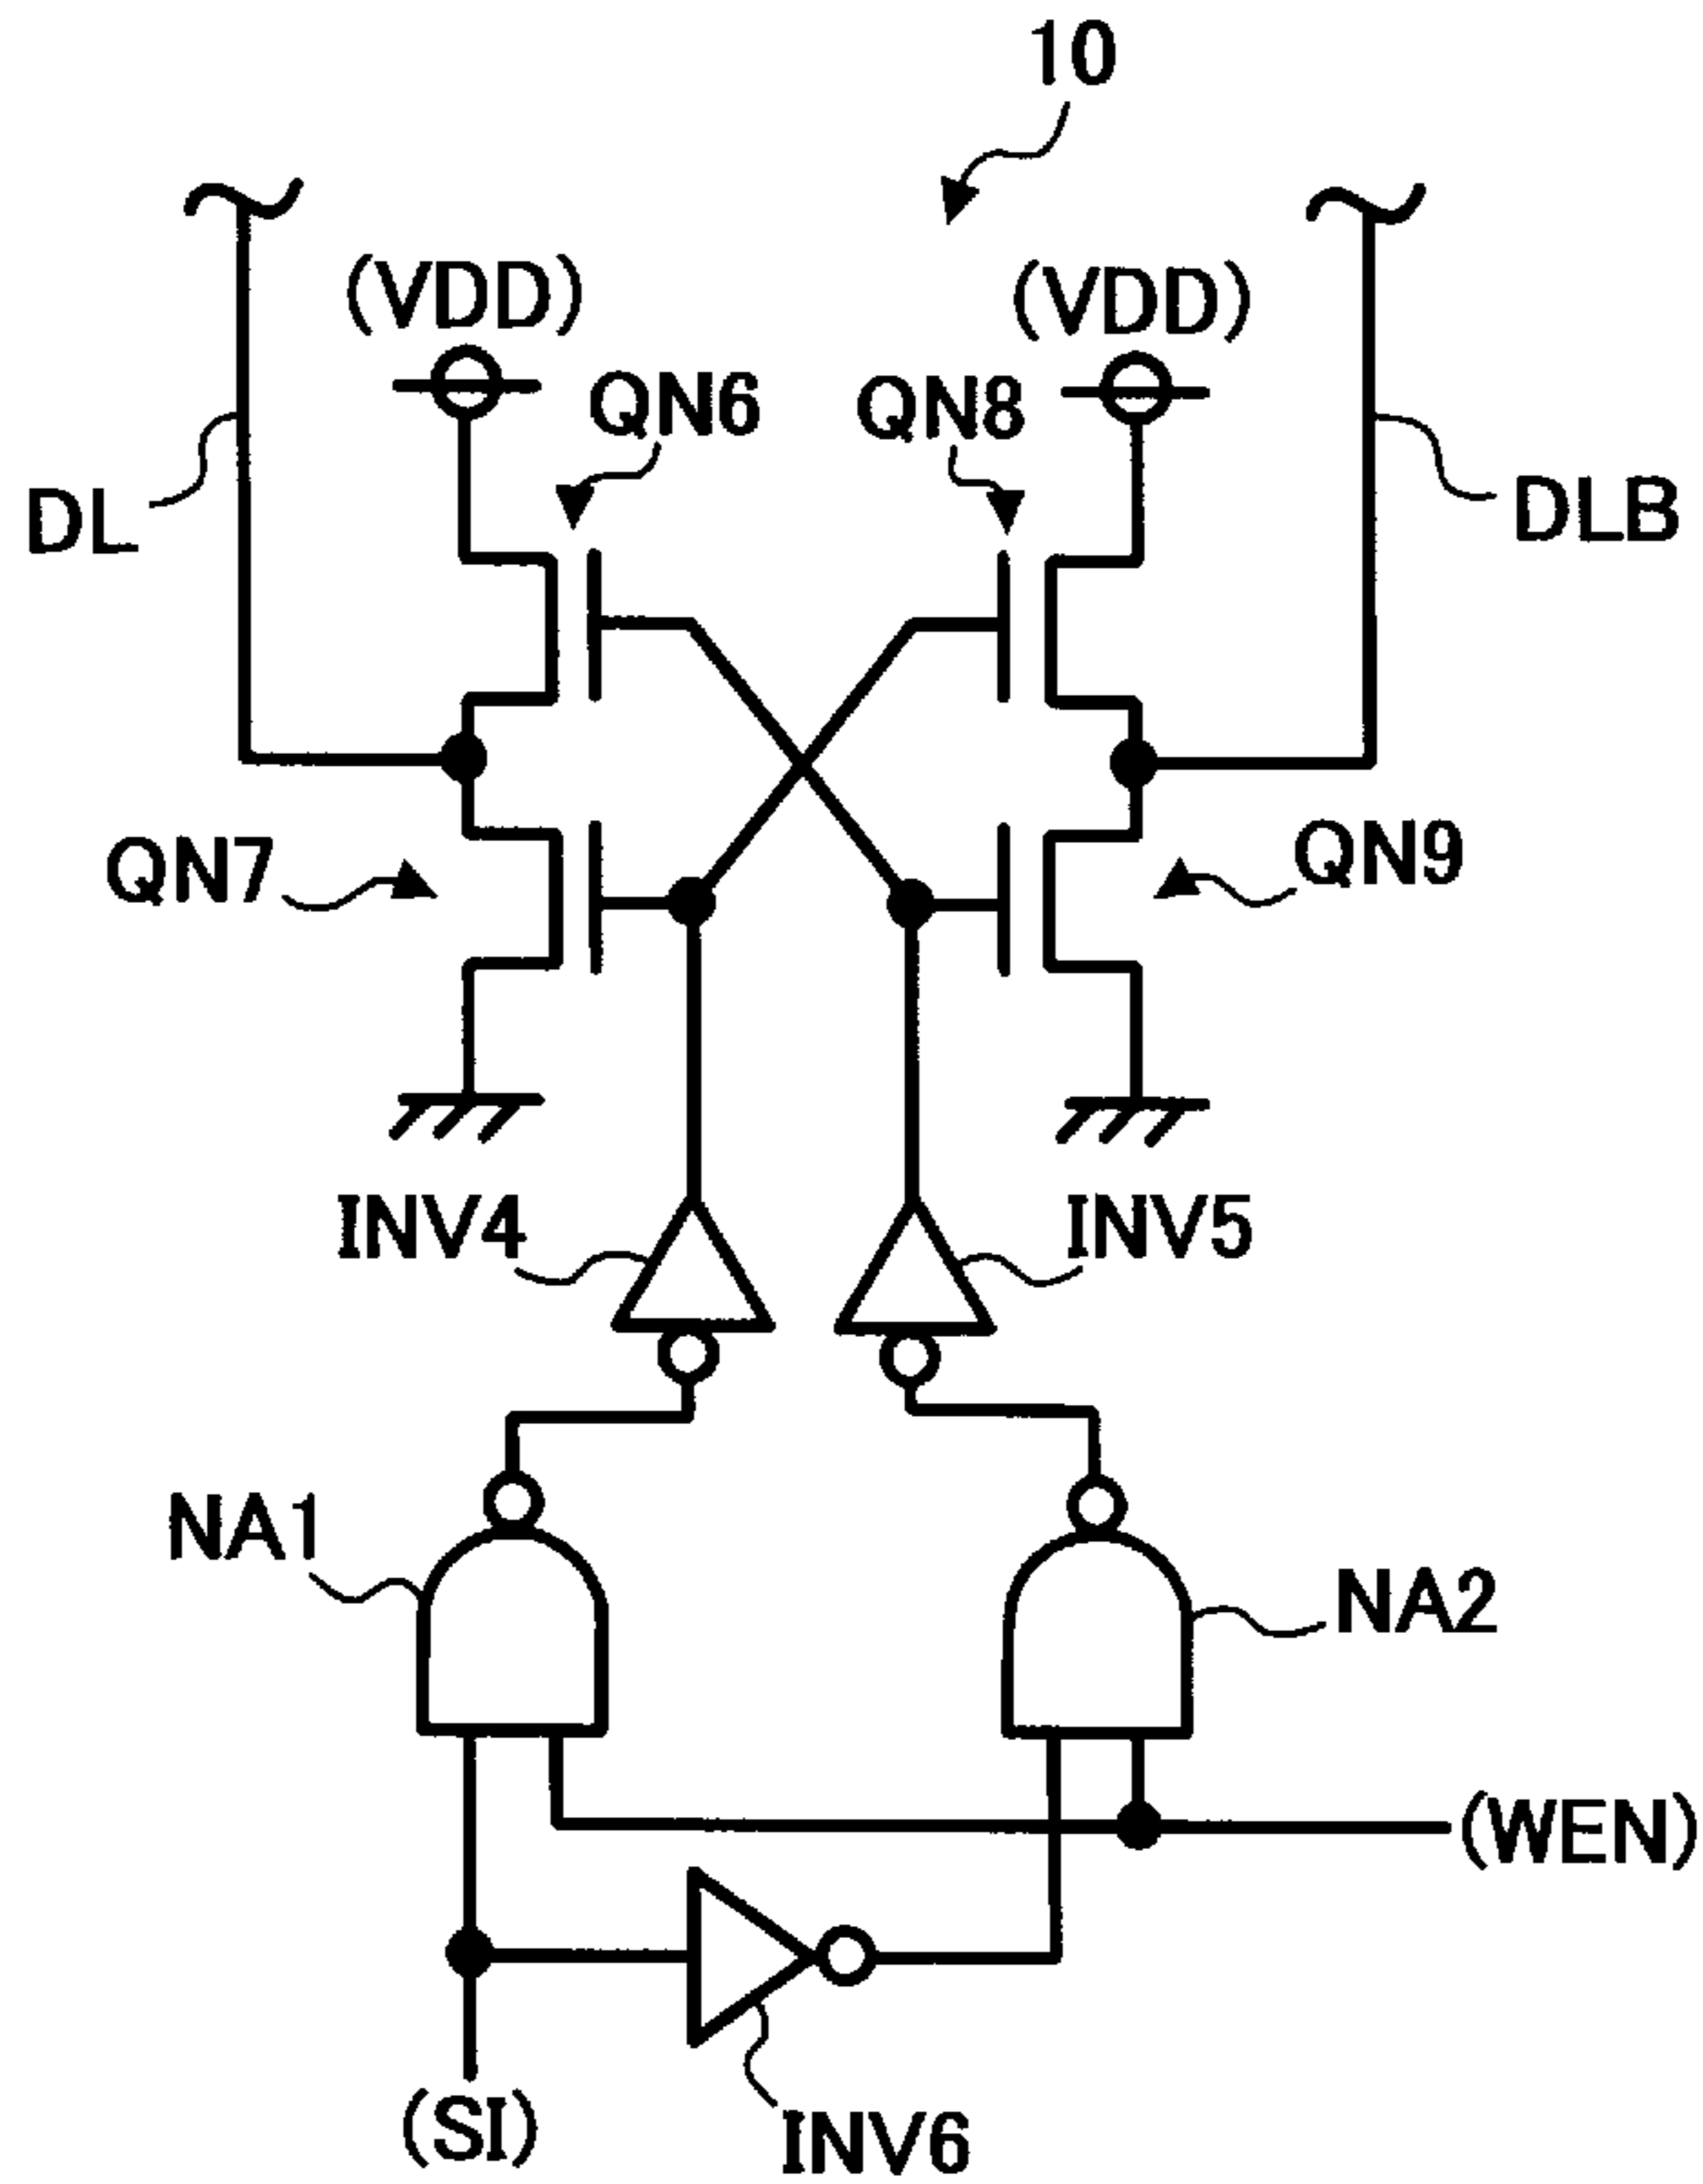 10
(VDD)
(VDD)
QN6
QN8
DL
DLB
QN7
QN9
INV4
INV5
NA1
NA2
(WEN)
(SI)
INV6